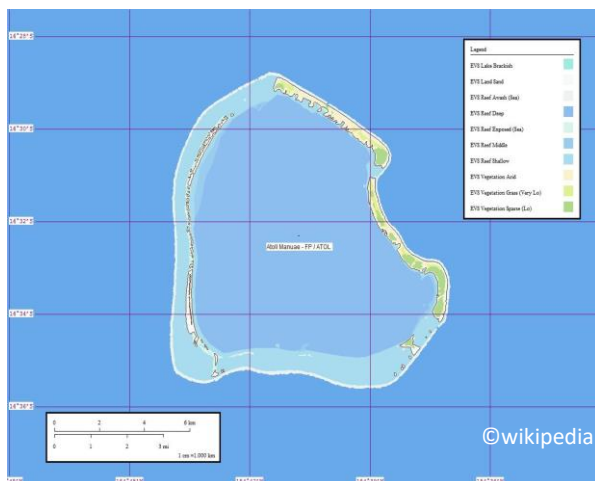 16°28'S
16°30'S
16°32'S
16°34'S
16°36'S
Legend
EVS Lake Brackish
EVS Land Sand
EVS Reef Awash (Sea)
EVS Reef Deep
EVS Reef Exposed (Sea)
EVS Reef Middle
EVS Reef Shallow
EVS Vegetation Arid
EVS Vegetation Grass (Very Lo)
EVS Vegetation Sparse (Lo)
Atoll Manuae - FP / ATOL
0 2 4 6 km
0 1 2 3 mi
1 cm =1,000 km
©wikipedia